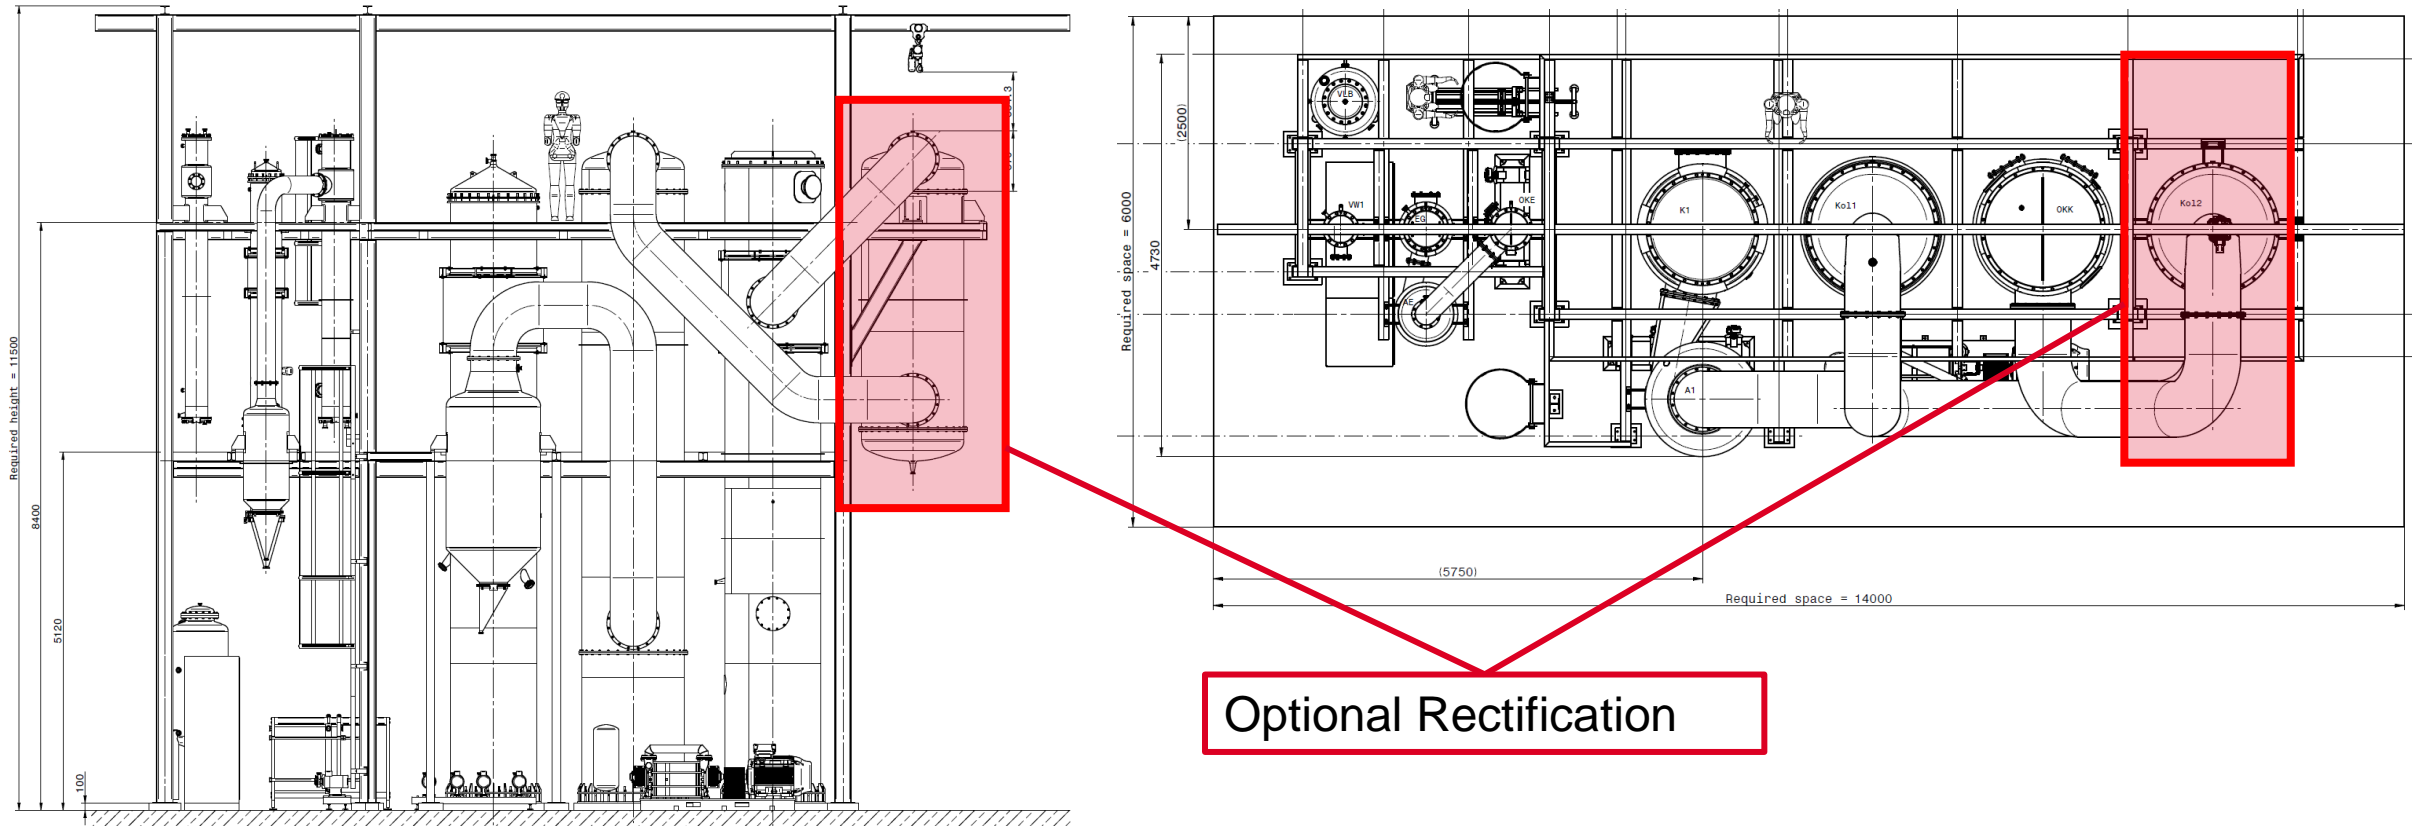 Required height = 11500
8400
5120
100
Required space = 6000
4730
(2500)
VLB
VW1
EG
OKE
AE
K1
Kol1
OKK
Kol2
A1
(5750)
Required space = 14000
Optional Rectification